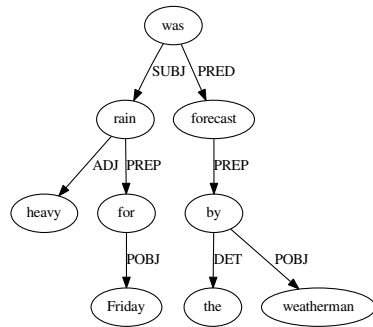 was
SUBJ PRED
rain forecast
ADJ PREP PREP
heavy for by
POBJ DET POBJ
Friday the weatherman